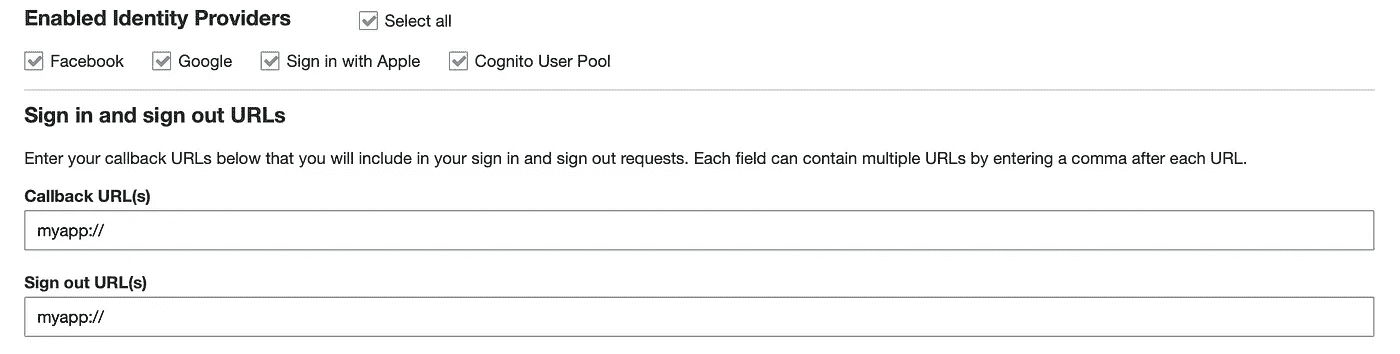 Enabled Identity Providers Select all
Facebook Google Sign in with Apple Cognito User Pool
Sign in and sign out URLs
Enter your callback URLs below that you will include in your sign in and sign out requests. Each field can contain multiple URLs by entering a comma after each URL.
Callback URL(s)
myapp://
Sign out URL(s)
myapp://